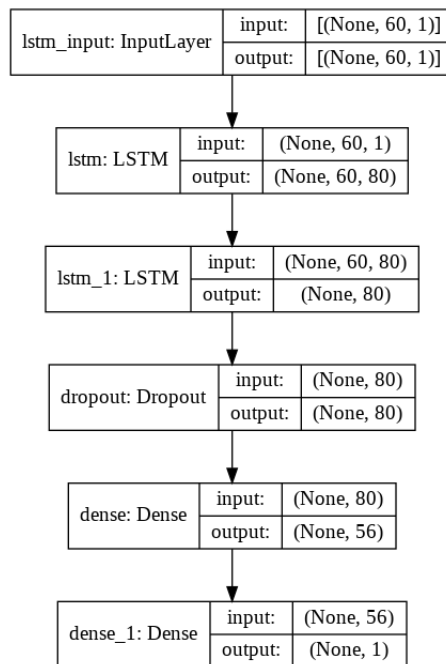 lstm_input: InputLayer
input: [(None, 60, 1)]
output: [(None, 60, 1)]
lstm: LSTM
input: (None, 60, 1)
output: (None, 60, 80)
lstm_1: LSTM
input: (None, 60, 80)
output: (None, 80)
dropout: Dropout
input: (None, 80)
output: (None, 80)
dense: Dense
input: (None, 80)
output: (None, 56)
dense_1: Dense
input: (None, 56)
output: (None, 1)